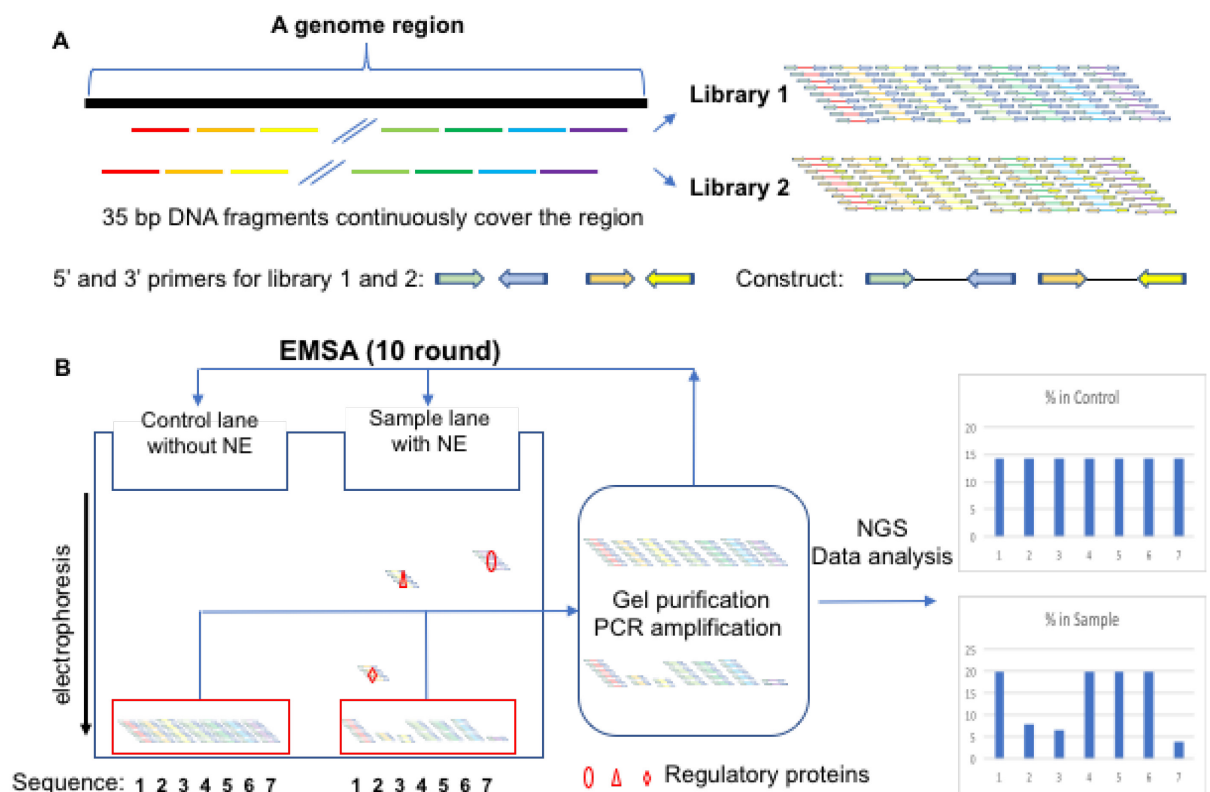 A
A genome region
Library 1
Library 2
35 bp DNA fragments continuously cover the region
5' and 3' primers for library 1 and 2:
Construct:
B
EMSA (10 round)
Control lane
without NE
Sample lane
with NE
electrophoresis
Gel purification
PCR amplification
NGS
Data analysis
% in Control
20
15
10
5
0
1 2 3 4 5 6 7
% in Sample
25
20
15
10
5
0
1 2 3 4 5 6 7
Sequence: 1 2 3 4 5 6 7 1 2 3 4 5 6 7
Regulatory proteins